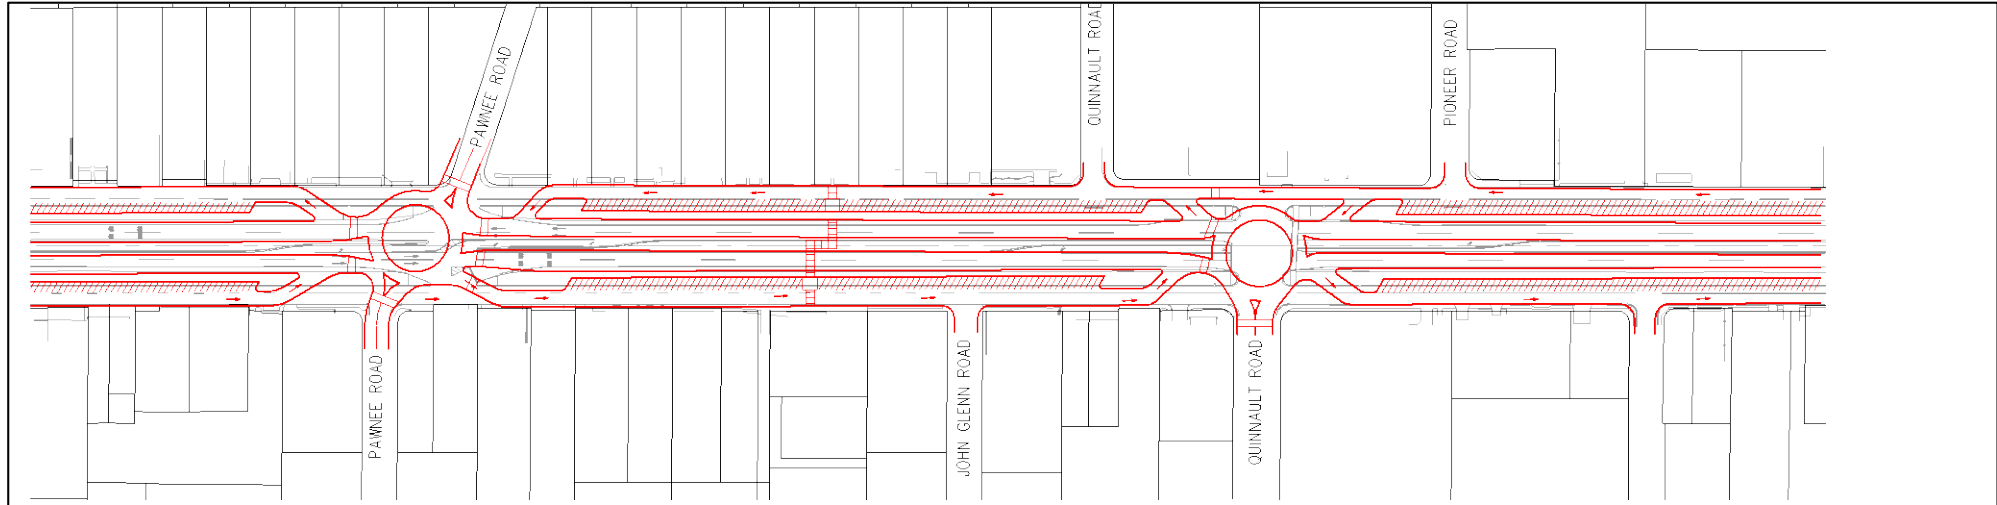 QUINNAULT ROAD
PIONEER ROAD
PAWNEE ROAD
PAWNEE ROAD
JOHN GLENN ROAD
QUINNAULT ROAD